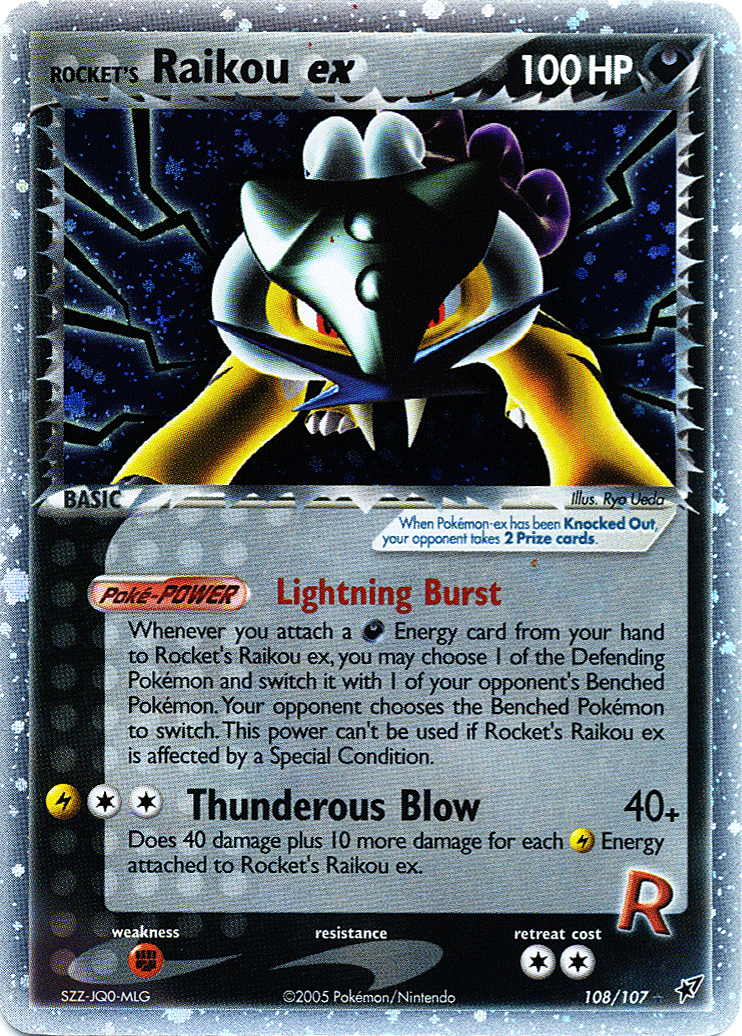 ROCKET'S Raikou ex 100 HP
BASIC
Illus. Ryo Ueda
When Pokémon-ex has been Knocked Out,
your opponent takes 2 Prize cards.
Poké-POWER Lightning Burst
Whenever you attach a Energy card from your hand
to Rocket's Raikou ex, you may choose 1 of the Defending
Pokémon and switch it with 1 of your opponent's Benched
Pokémon. Your opponent chooses the Benched Pokémon
to switch. This power can't be used if Rocket's Raikou ex
is affected by a Special Condition.
Thunderous Blow 40+
Does 40 damage plus 10 more damage for each Energy
attached to Rocket's Raikou ex.
R
weakness resistance retreat cost
SZZ-JQ0-MLG ©2005 Pokémon/Nintendo 108/107